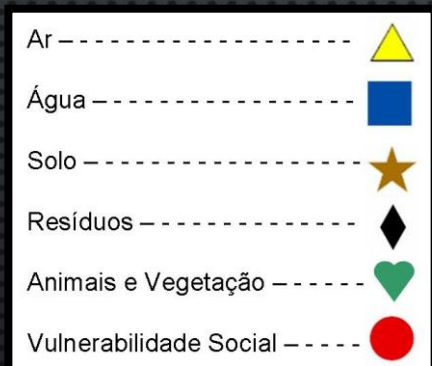 Ar – - - - - - - - - - - - - - - - - - - -
Água – - - - - - - - - - - - - - - - - -
Solo – - - - - - - - - - - - - - - - - - -
Resíduos – - - - - - - - - - - - - - -
Animais e Vegetação – - - - - -
Vulnerabilidade Social – - - - -